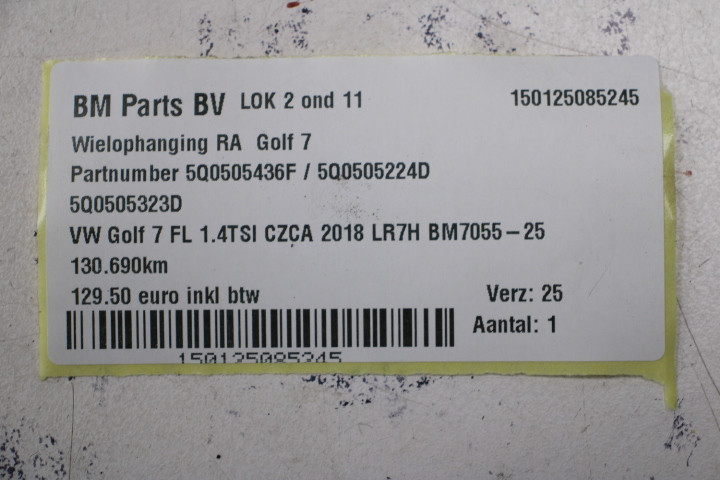 BM Parts BV LOK 2 ond 11 150125085245
Wielophanging RA Golf 7
Partnumber 5Q0505436F / 5Q0505224D
5Q0505323D
VW Golf 7 FL 1.4TSI CZCA 2018 LR7H BM7055-25
130.690km
129.50 euro inkl btw Verz: 25
Aantal: 1
150125085245